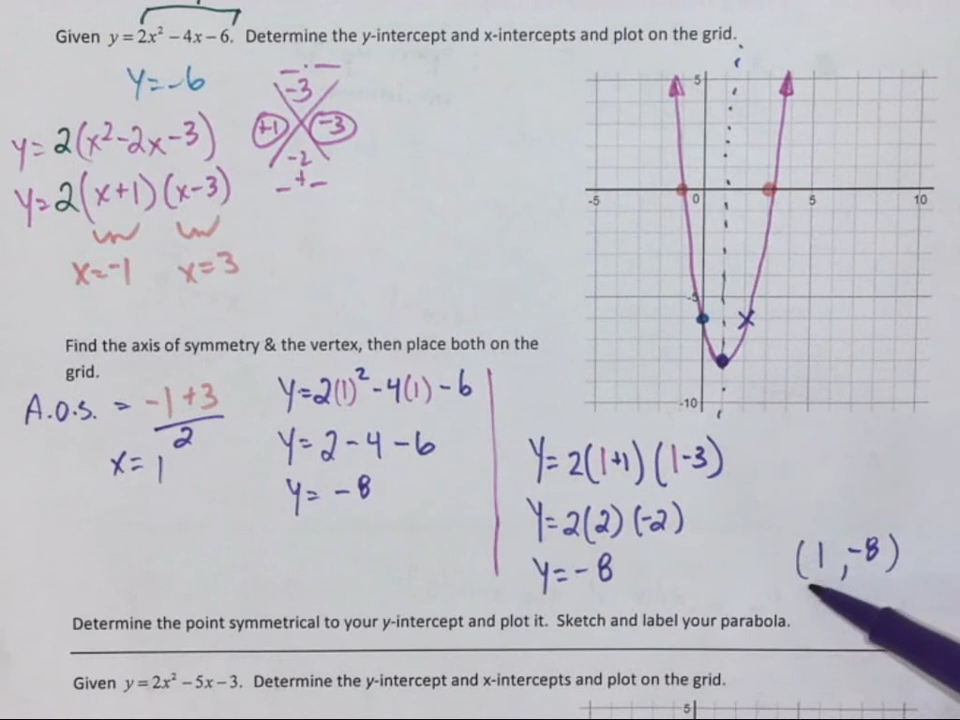 Given y = 2x² – 4x – 6. Determine the y-intercept and x-intercepts and plot on the grid.
y=-6
-3
+1 -3
-2
+
y=2(x²-2x-3)
y=2(x+1)(x-3)
x=-1 x=3
5
-5 0 5 10
-5
-10
Find the axis of symmetry & the vertex, then place both on the
grid.
A.O.S. = -1+3
2
x=1
y=2(1)²-4(1)-6
y=2-4-6
y=-8
y=2(1+1)(1-3)
y=2(2)(-2)
y=-8
(1,-8)
Determine the point symmetrical to your y-intercept and plot it. Sketch and label your parabola.
Given y = 2x² – 5x – 3. Determine the y-intercept and x-intercepts and plot on the grid.
5